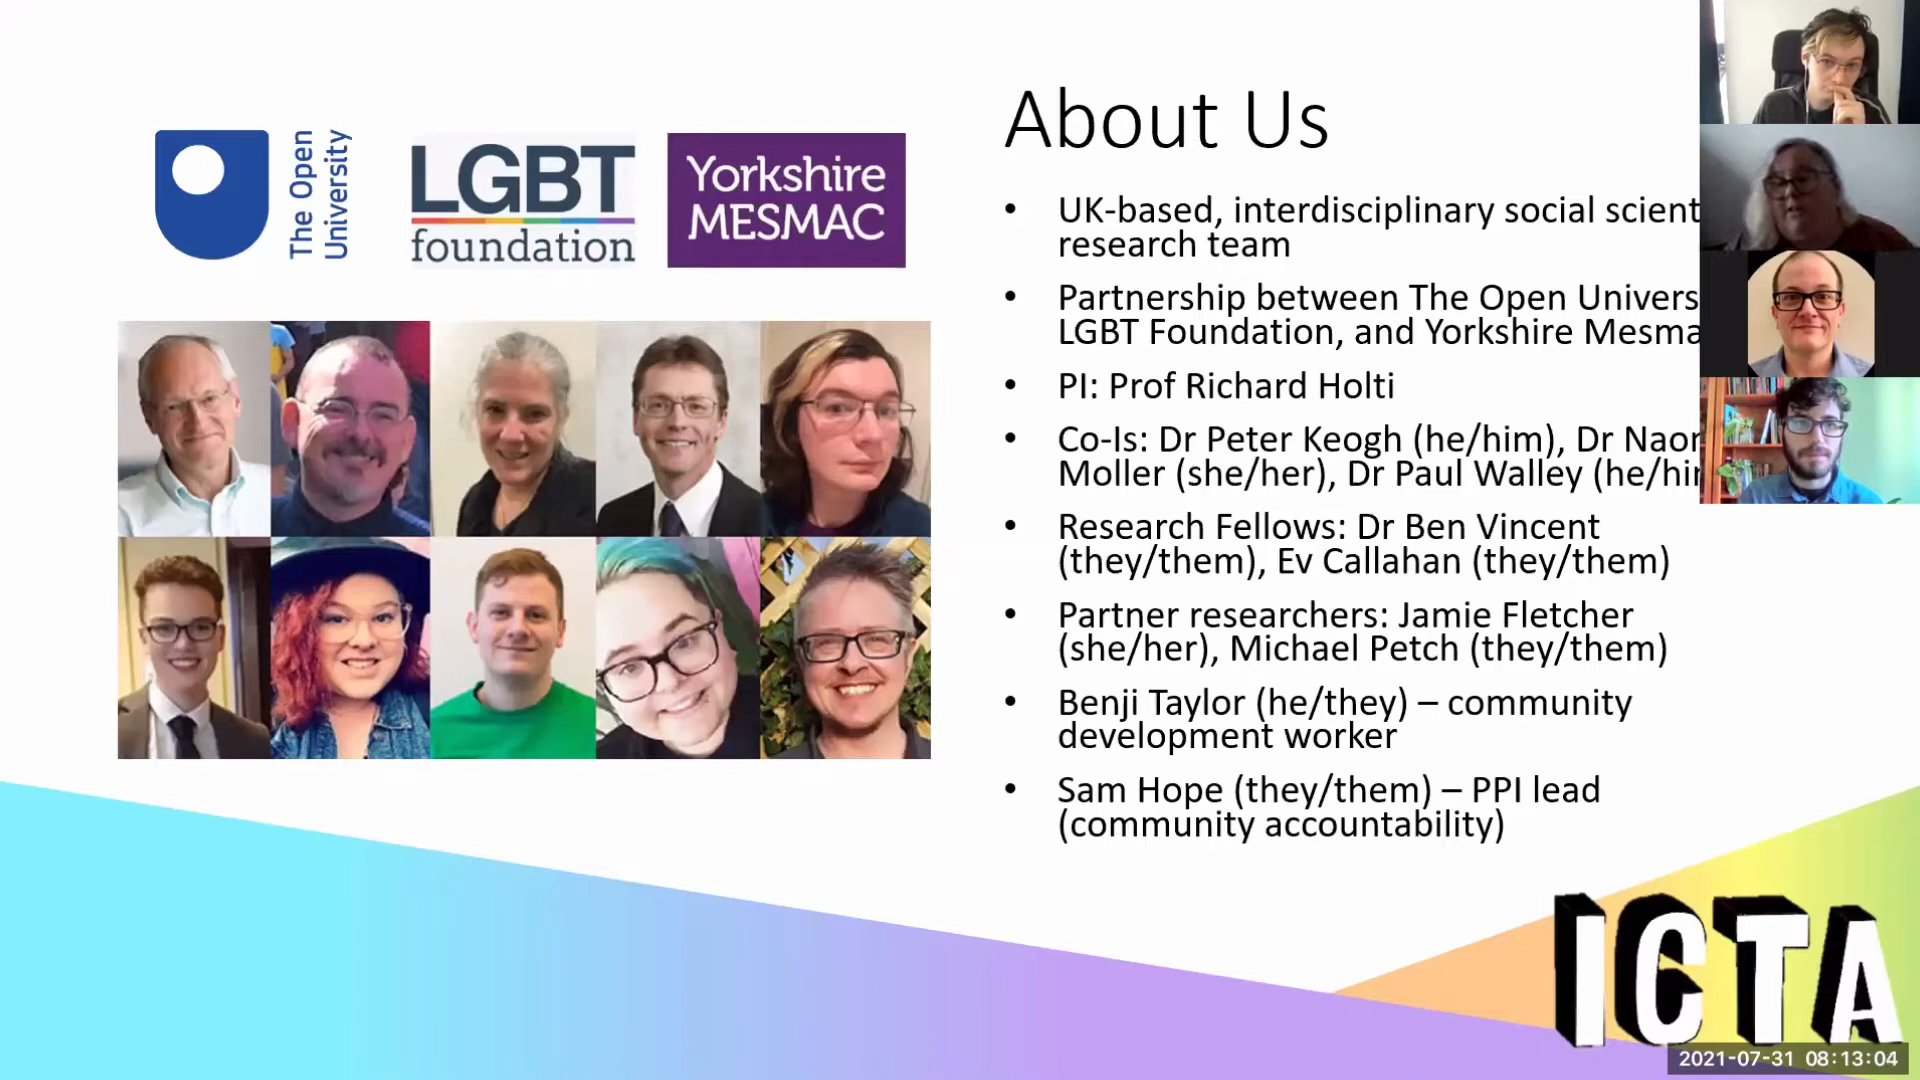 The Open
University
LGBT
foundation
Yorkshire
MESMAC
About Us
• UK-based, interdisciplinary social scient
research team
• Partnership between The Open Univers
LGBT Foundation, and Yorkshire Mesma
• PI: Prof Richard Holti
• Co-Is: Dr Peter Keogh (he/him), Dr Naor
Moller (she/her), Dr Paul Walley (he/hi
• Research Fellows: Dr Ben Vincent
(they/them), Ev Callahan (they/them)
• Partner researchers: Jamie Fletcher
(she/her), Michael Petch (they/them)
• Benji Taylor (he/they) – community
development worker
• Sam Hope (they/them) – PPI lead
(community accountability)
ICTA
2021-07-31 08:13:04